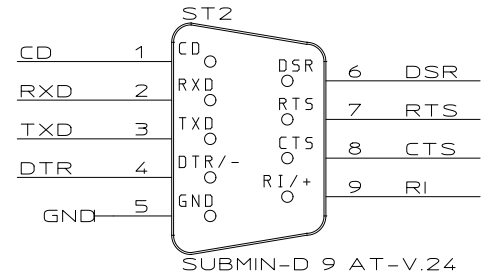 ST2
CD 1 CD
RXD 2 RXD
TXD 3 TXD
DTR 4 DTR/-
GND 5 GND
DSR 6 DSR
RTS 7 RTS
CTS 8 CTS
RI/+ 9 RI
SUBMIN-D 9 AT-V.24